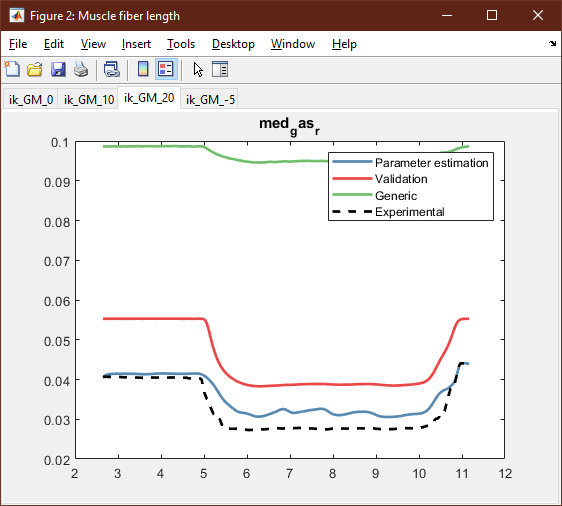 Figure 2: Muscle fiber length
File Edit View Insert Tools Desktop Window Help
ik_GM_0 ik_GM_10 ik_GM_20 ik_GM_-5
med_gas_r
0.1
0.09
0.08
0.07
0.06
0.05
0.04
0.03
0.02
Parameter estimation
Validation
Generic
Experimental
2 3 4 5 6 7 8 9 10 11 12